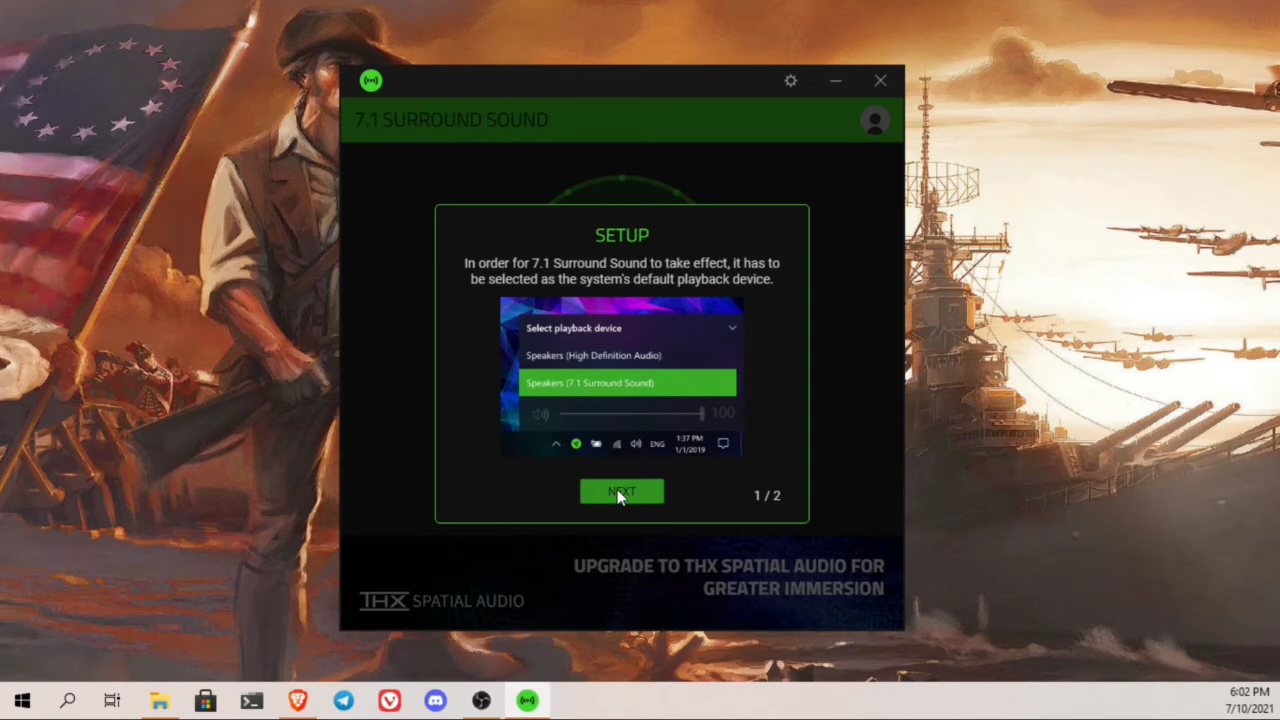 7.1 SURROUND SOUND
SETUP
In order for 7.1 Surround Sound to take effect, it has to
be selected as the system's default playback device.
Select playback device
Speakers (High Definition Audio)
Speakers (7.1 Surround Sound)
100
ENG
1:37 PM
1/1/2019
NEXT
1 / 2
UPGRADE TO THX SPATIAL AUDIO FOR
GREATER IMMERSION
THX SPATIAL AUDIO
6:02 PM
7/10/2021